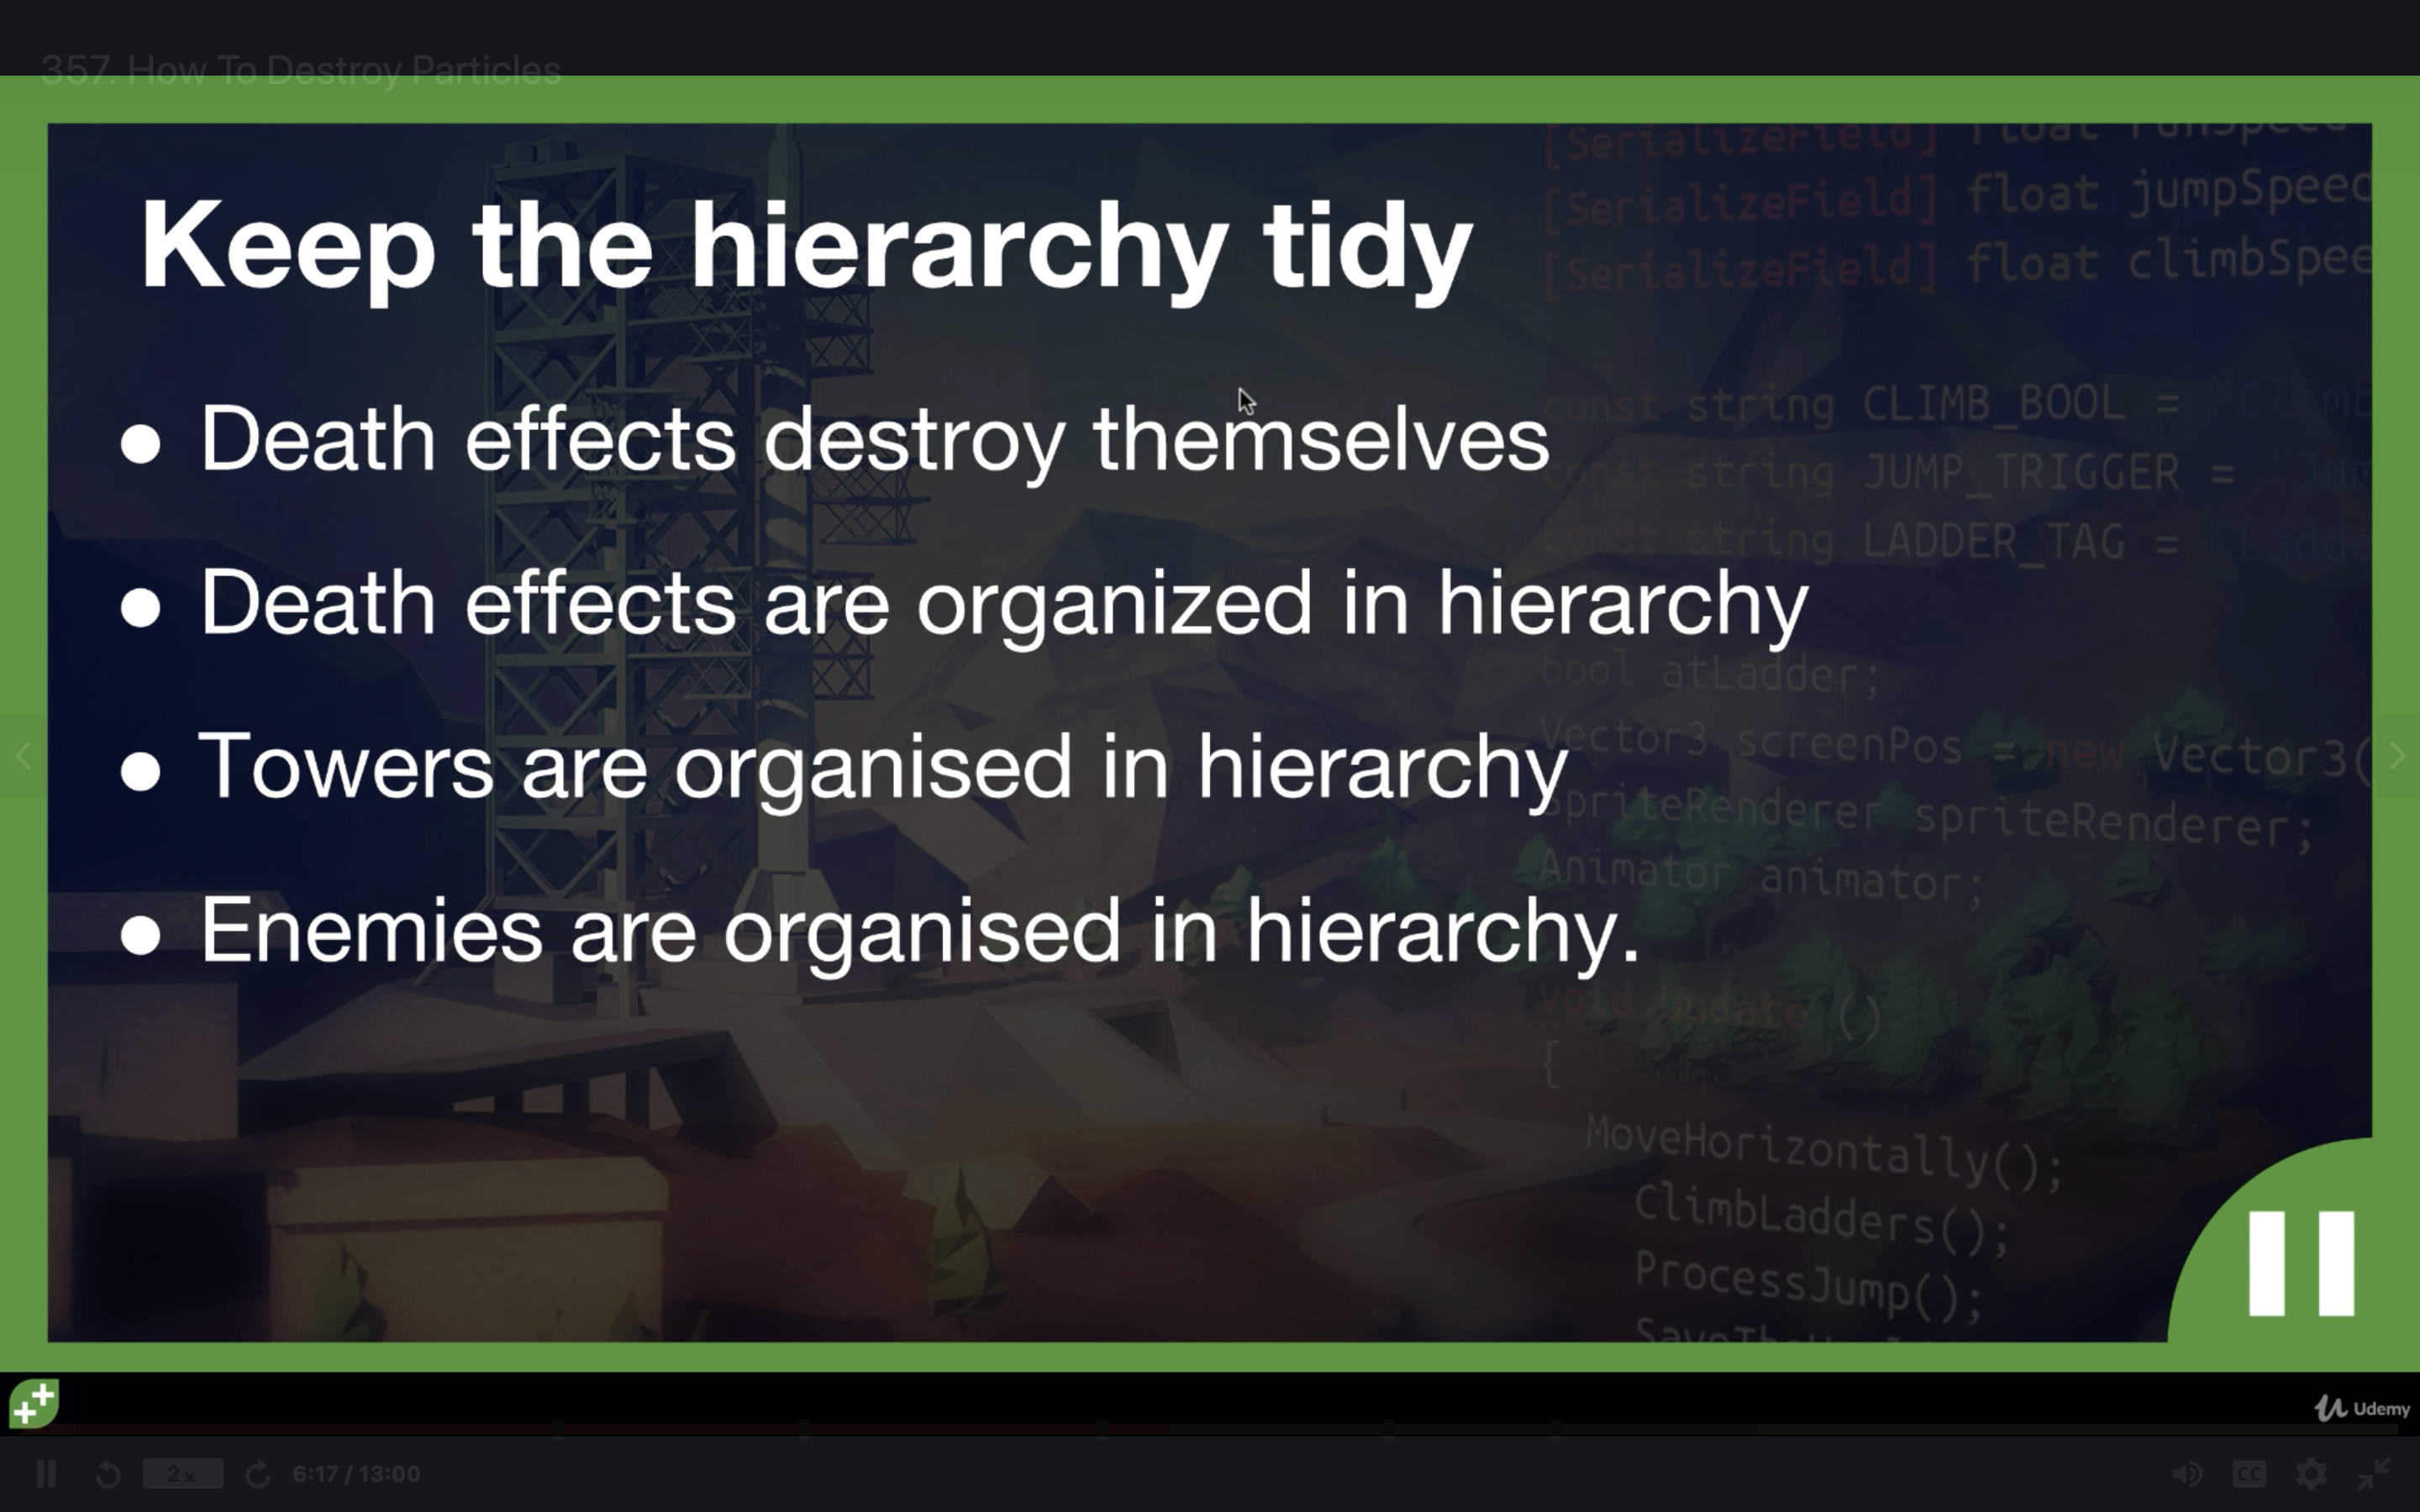 357. How To Destroy Particles
[SerializeField] float runSpeed
[SerializeField] float jumpSpeed
[SerializeField] float climbSpee
Keep the hierarchy tidy
const string CLIMB_BOOL = "Climb
• Death effects destroy themselves
const string JUMP_TRIGGER = "Jum
const string LADDER_TAG = "Ladde
• Death effects are organized in hierarchy
bool atLadder;
Vector3 screenPos = new Vector3(
• Towers are organised in hierarchy
spriteRenderer spriteRenderer;
Animator animator;
• Enemies are organised in hierarchy.
void Update ()
{
MoveHorizontally();
ClimbLadders();
ProcessJump();
Udemy
2x
6:17 / 13:00
CC